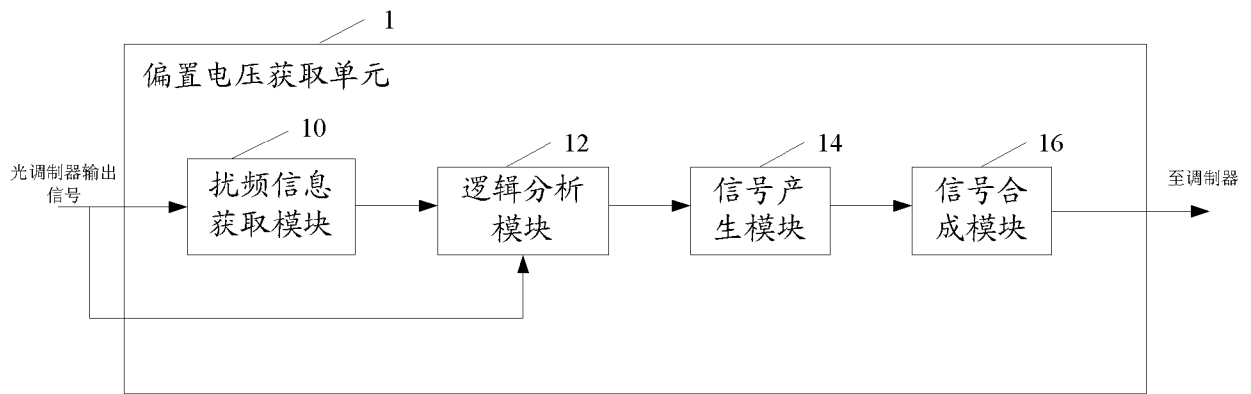 1
偏置电压获取单元
10
12
14
16
光调制器输出
信号
扰频信息
获取模块
逻辑分析
模块
信号产
生模块
信号合
成模块
至调制器